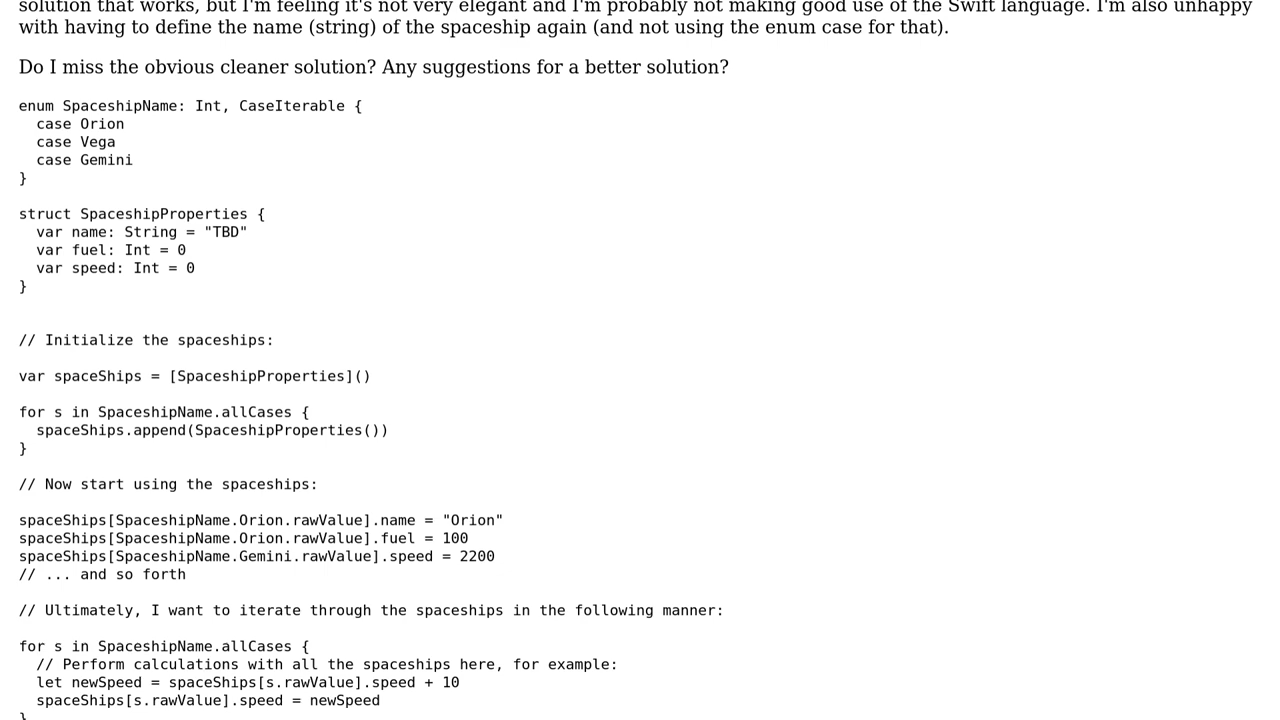 solution that works, but I'm feeling it's not very elegant and I'm probably not making good use of the Swift language. I'm also unhappy
with having to define the name (string) of the spaceship again (and not using the enum case for that).
Do I miss the obvious cleaner solution? Any suggestions for a better solution?
enum SpaceshipName: Int, CaseIterable {
  case Orion
  case Vega
  case Gemini
}
struct SpaceshipProperties {
  var name: String = "TBD"
  var fuel: Int = 0
  var speed: Int = 0
}
// Initialize the spaceships:
var spaceShips = [SpaceshipProperties]()
for s in SpaceshipName.allCases {
  spaceShips.append(SpaceshipProperties())
}
// Now start using the spaceships:
spaceShips[SpaceshipName.Orion.rawValue].name = "Orion"
spaceShips[SpaceshipName.Orion.rawValue].fuel = 100
spaceShips[SpaceshipName.Gemini.rawValue].speed = 2200
// ... and so forth
// Ultimately, I want to iterate through the spaceships in the following manner:
for s in SpaceshipName.allCases {
  // Perform calculations with all the spaceships here, for example:
  let newSpeed = spaceShips[s.rawValue].speed + 10
  spaceShips[s.rawValue].speed = newSpeed
}